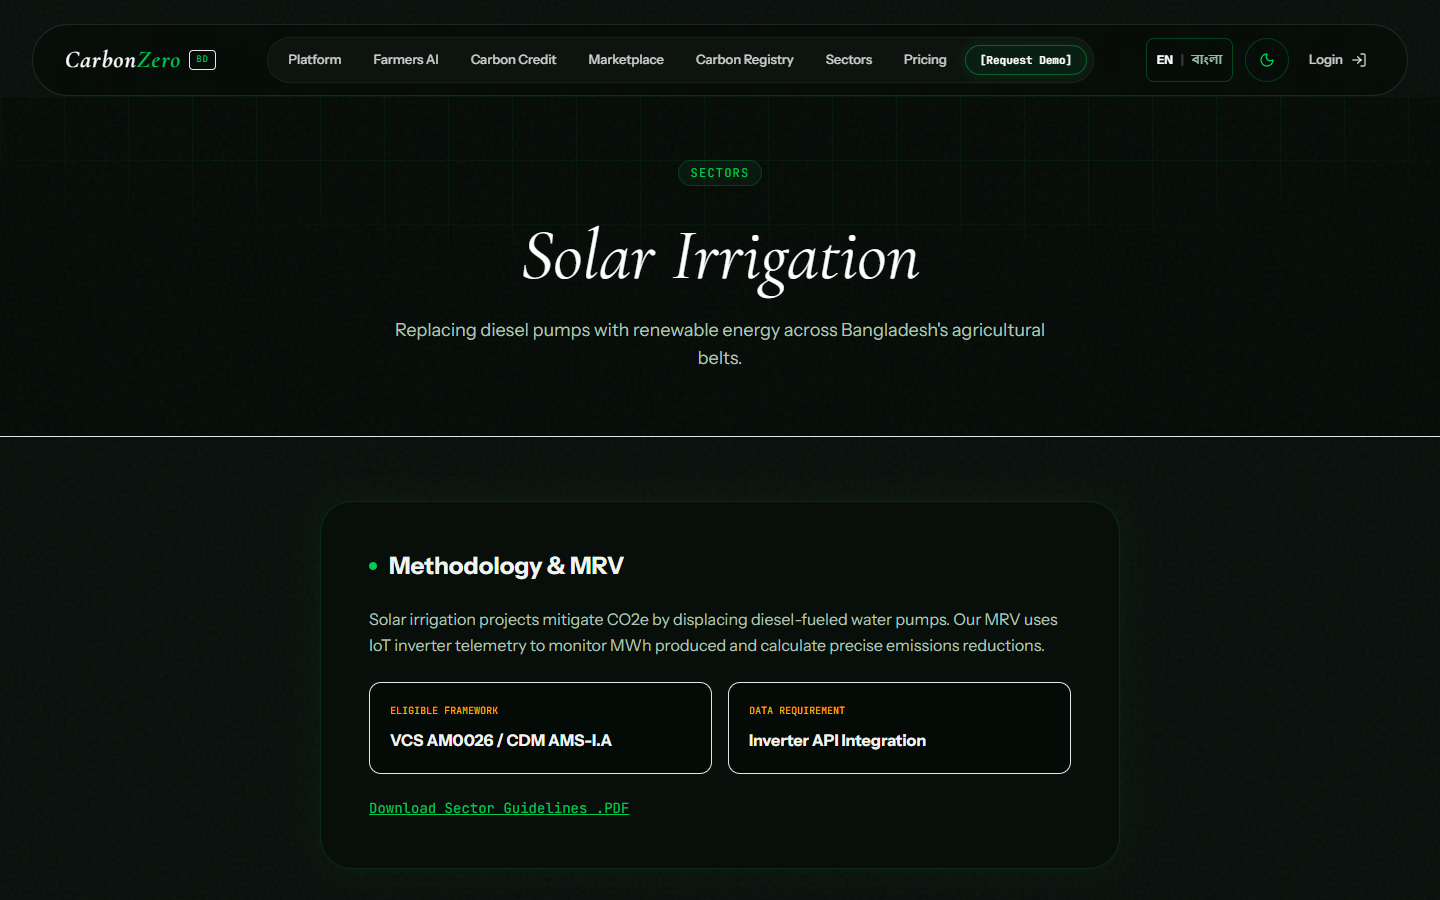 CarbonZero BD
Platform Farmers AI Carbon Credit Marketplace Carbon Registry Sectors Pricing [Request Demo]
EN | বাংলা
Login
SECTORS
Solar Irrigation
Replacing diesel pumps with renewable energy across Bangladesh's agricultural
belts.
Methodology & MRV
Solar irrigation projects mitigate CO2e by displacing diesel-fueled water pumps. Our MRV uses
IoT inverter telemetry to monitor MWh produced and calculate precise emissions reductions.
ELIGIBLE FRAMEWORK
VCS AM0026 / CDM AMS-I.A
DATA REQUIREMENT
Inverter API Integration
Download Sector Guidelines .PDF